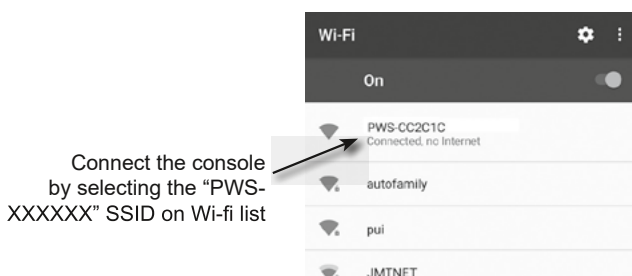 Wi-Fi
On
PWS-CC2C1C
Connected, no Internet
Connect the console
by selecting the “PWS-
XXXXXX” SSID on Wi-fi list
autofamily
pui
JMTNET